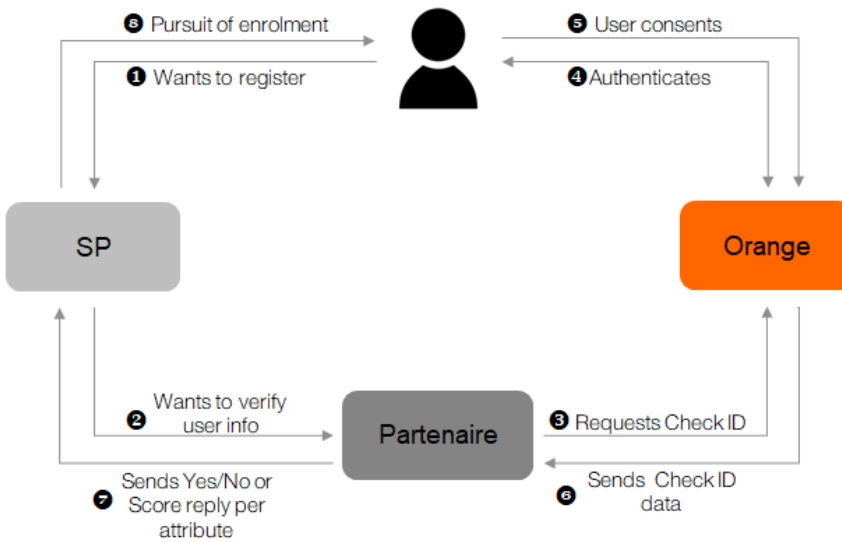 ❽ Pursuit of enrolment
❺ User consents
❶ Wants to register
❹ Authenticates
SP
Orange
❷ Wants to verify
user info
Partenaire
❸ Requests Check ID
❼ Sends Yes/No or
Score reply per
attribute
❻ Sends Check ID
data